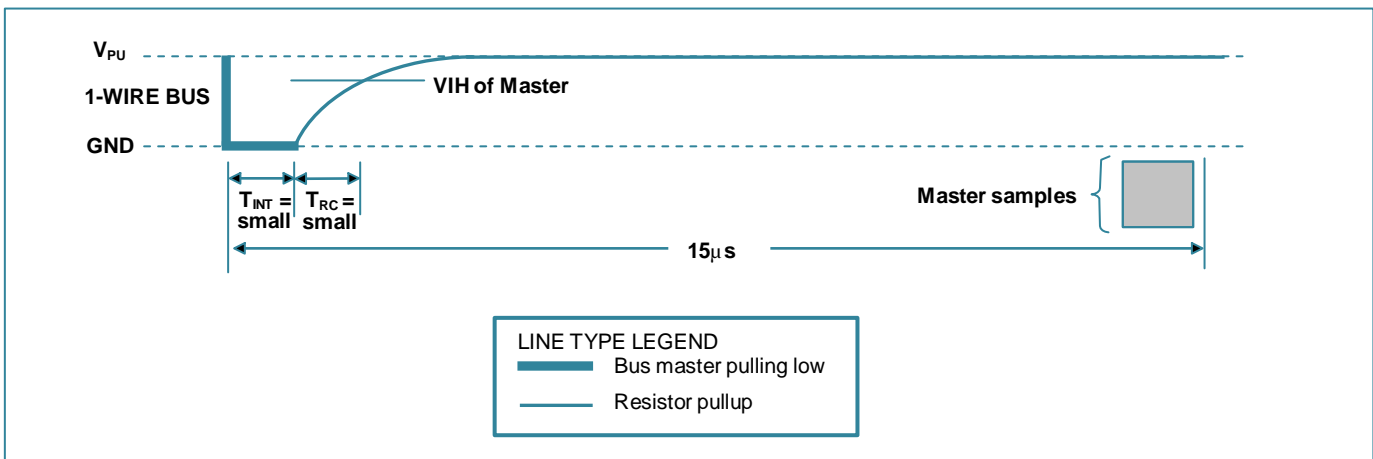 VPU
1-WIRE BUS
VIH of Master
GND
TINT =
small
TRC =
small
Master samples
15μs
LINE TYPE LEGEND
Bus master pulling low
Resistor pullup